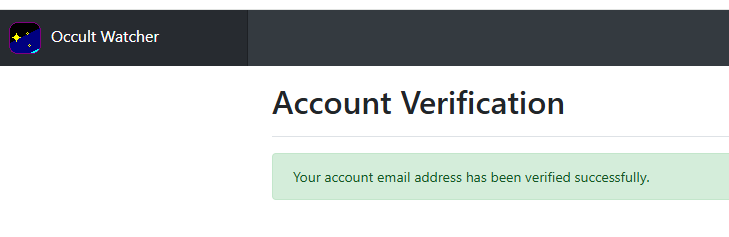 Occult Watcher
Account Verification
Your account email address has been verified successfully.